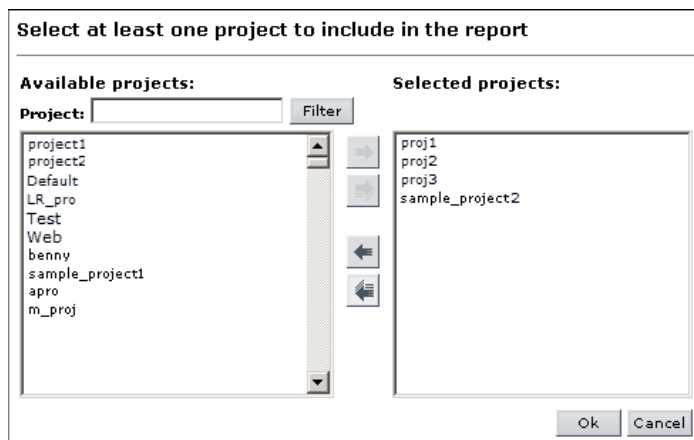 Select at least one project to include in the report
Available projects:
Selected projects:
Project:
Filter
project1
project2
Default
LR_pro
Test
Web
benny
sample_project1
apro
m_proj
proj1
proj2
proj3
sample_project2
Ok
Cancel